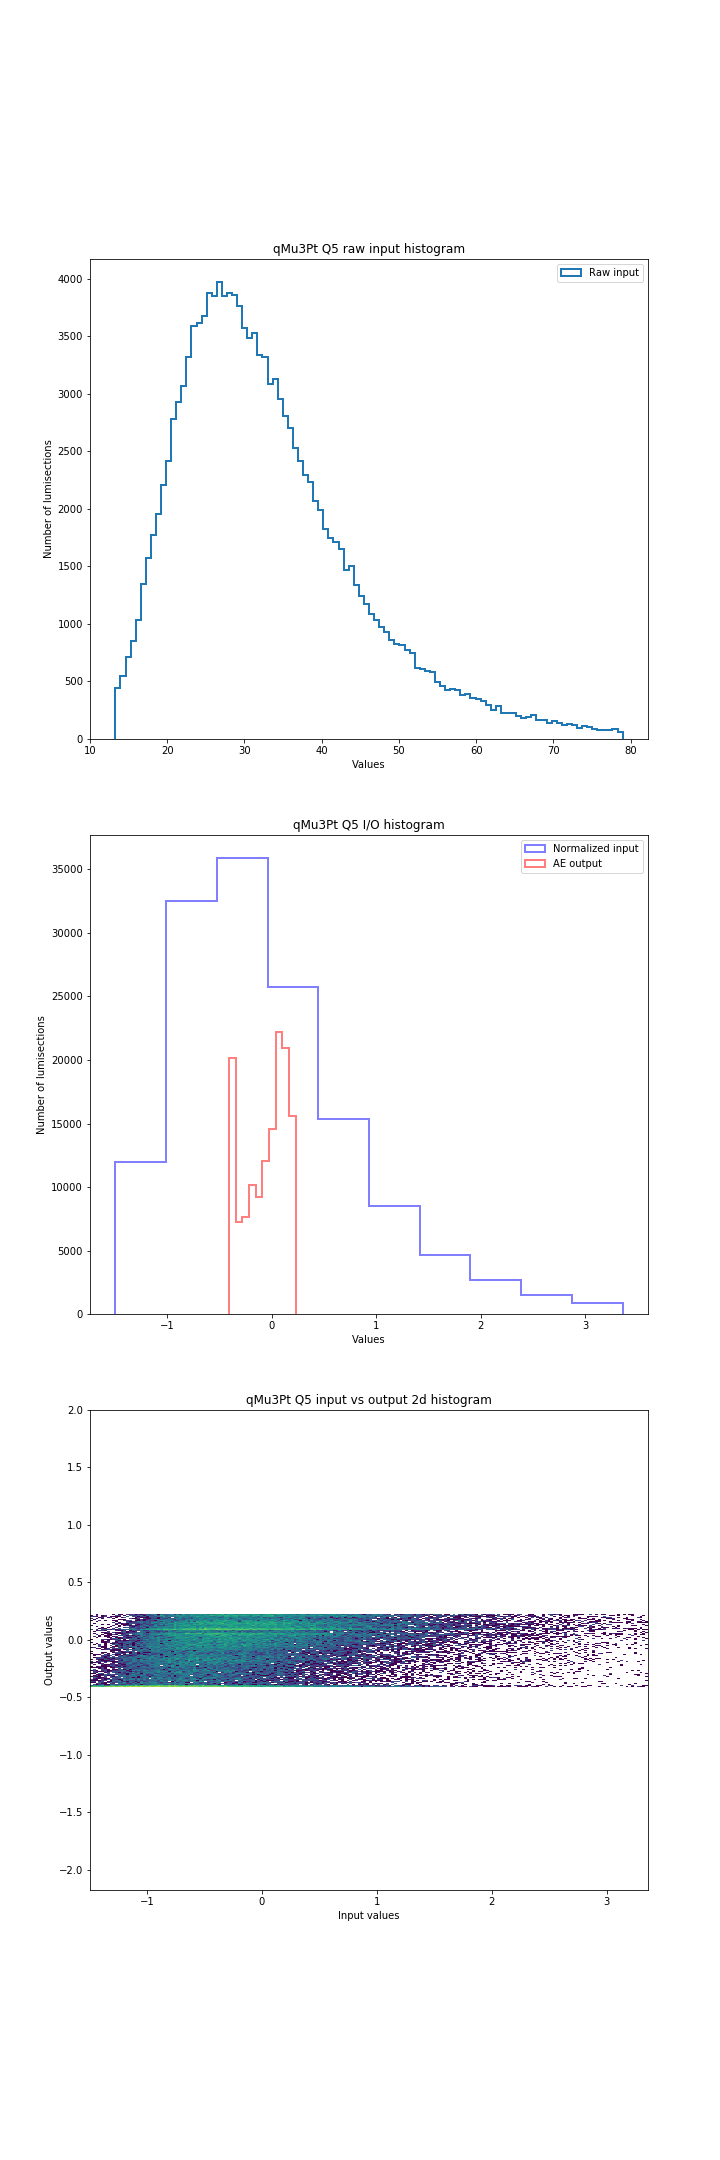 qMu3Pt Q5 raw input histogram
Raw input
4000
3500
3000
2500
2000
1500
1000
500
0
Number of lumisections
10 20 30 40 50 60 70 80
Values
qMu3Pt Q5 I/O histogram
Normalized input
AE output
35000
30000
25000
20000
15000
10000
5000
0
Number of lumisections
−1 0 1 2 3
Values
qMu3Pt Q5 input vs output 2d histogram
2.0
1.5
1.0
0.5
0.0
−0.5
−1.0
−1.5
−2.0
Output values
−1 0 1 2 3
Input values